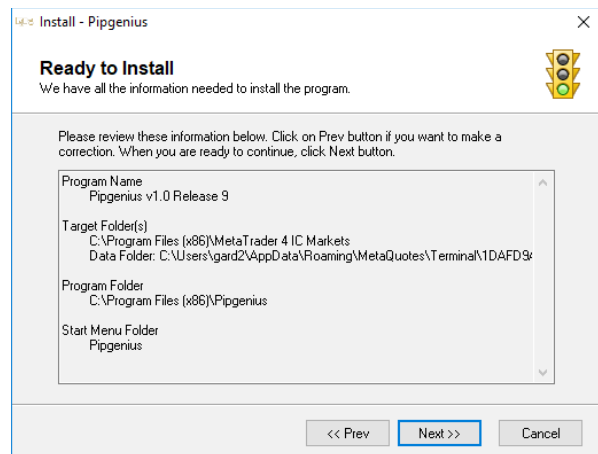 Install - Pipgenius
Ready to Install
We have all the information needed to install the program.
Please review these information below. Click on Prev button if you want to make a
correction. When you are ready to continue, click Next button.
Program Name
Pipgenius v1.0 Release 9
Target Folder(s)
C:\Program Files (x86)\MetaTrader 4 IC Markets
Data Folder: C:\Users\gard2\AppData\Roaming\MetaQuotes\Terminal\1DAFD9
Program Folder
C:\Program Files (x86)\Pipgenius
Start Menu Folder
Pipgenius
<< Prev
Next >>
Cancel